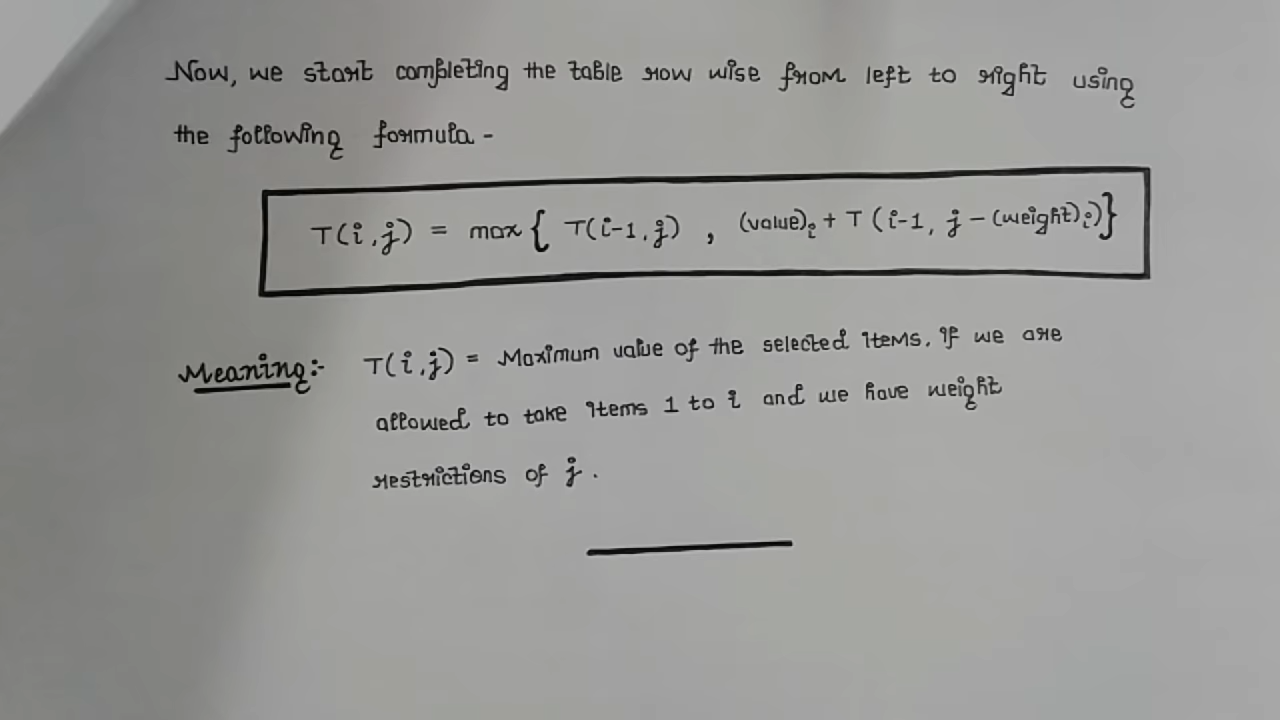 Now, we start completing the table row wise from left to right using
the following formula -
T(i,j) = max{ T(i-1,j) , (value)i + T(i-1, j - (weight)i)}
Meaning:- T(i,j) = Maximum value of the selected items, if we are
allowed to take items 1 to i and we have weight
restrictions of j.